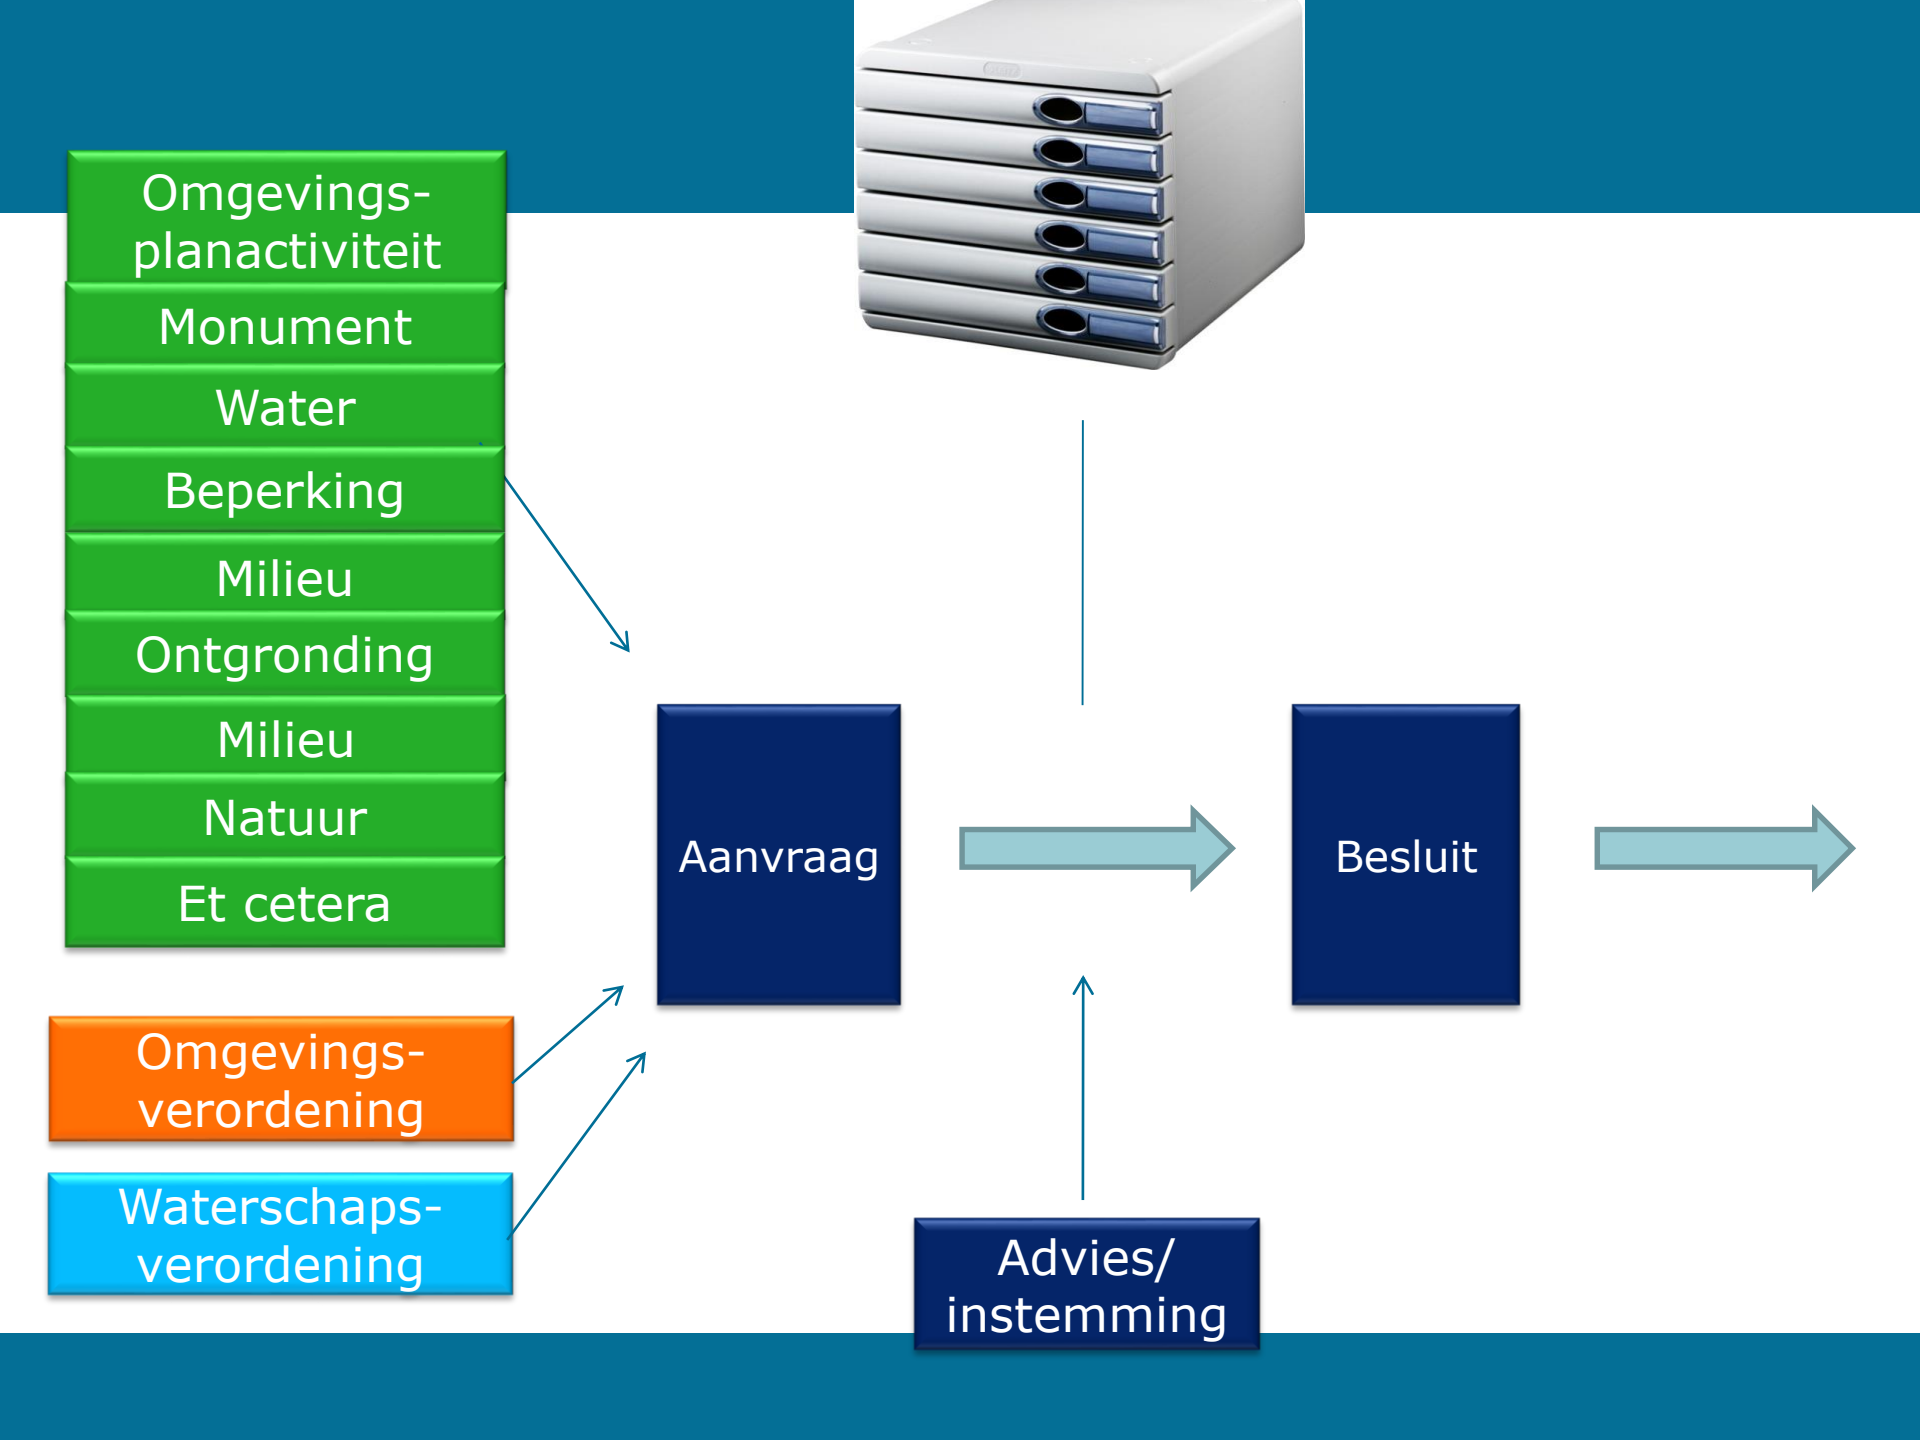 Omgevings-
planactiviteit
Monument
Water
Beperking
Milieu
Ontgronding
Milieu
Natuur
Et cetera
Omgevings-
verordening
Waterschaps-
verordening
Aanvraag
Besluit
Advies/
instemming